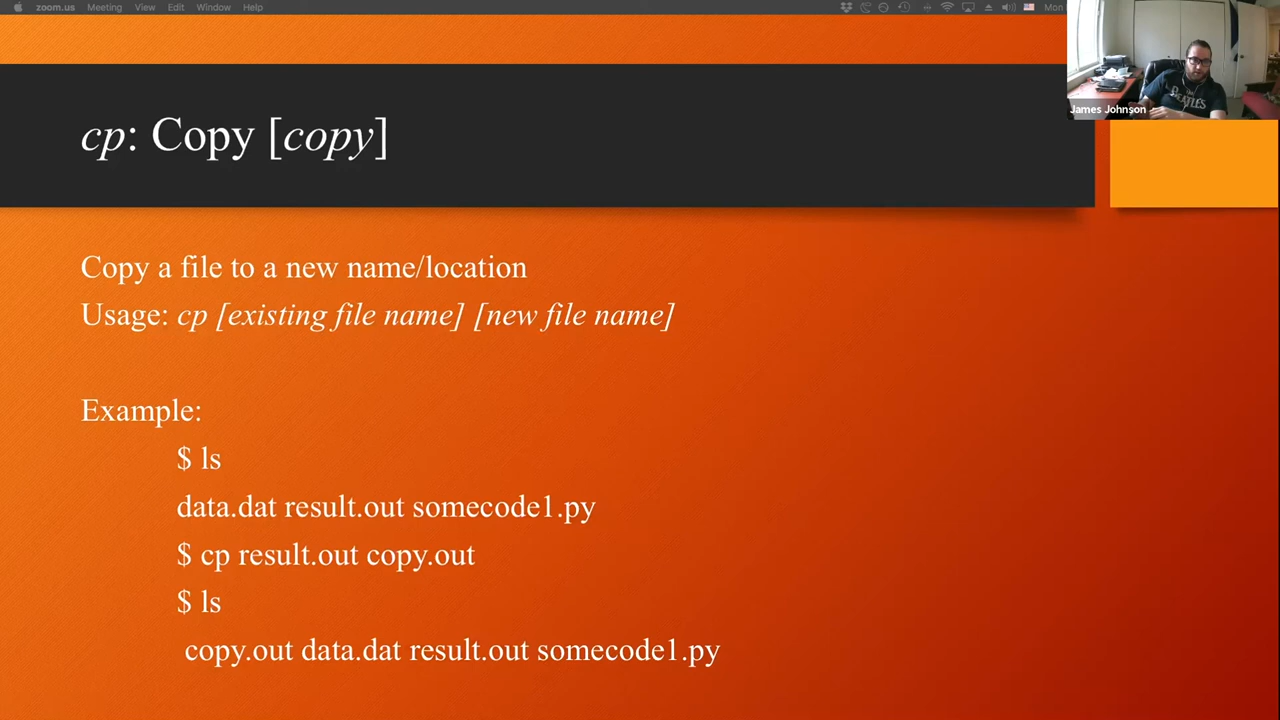 zoom.us Meeting View Edit Window Help Mon
James Johnson
BEATLES
cp: Copy [copy]
Copy a file to a new name/location
Usage: cp [existing file name] [new file name]
Example:
$ ls
data.dat result.out somecode1.py
$ cp result.out copy.out
$ ls
copy.out data.dat result.out somecode1.py